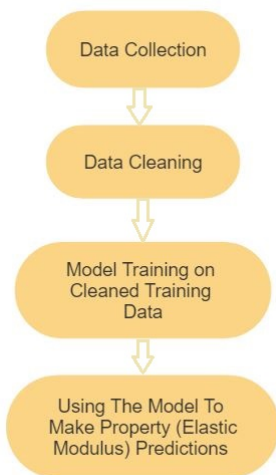 Data Collection
Data Cleaning
Model Training on
Cleaned Training
Data
Using The Model To
Make Property (Elastic
Modulus) Predictions